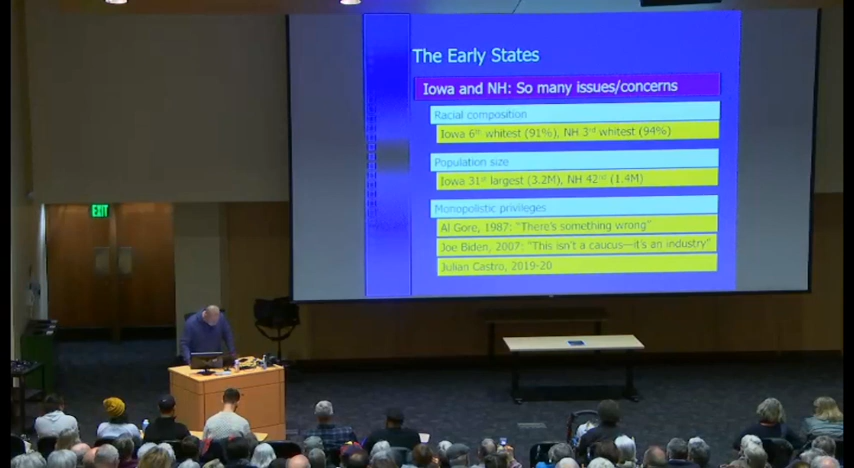 The Early States
Iowa and NH: So many issues/concerns
Racial composition
Iowa 6th whitest (91%), NH 3rd whitest (94%)
Population size
Iowa 31st largest (3.2M), NH 42nd (1.4M)
Monopolistic privileges
Al Gore, 1987: "There's something wrong"
Joe Biden, 2007: "This isn't a caucus—it's an industry"
Julian Castro, 2019-20
EXIT